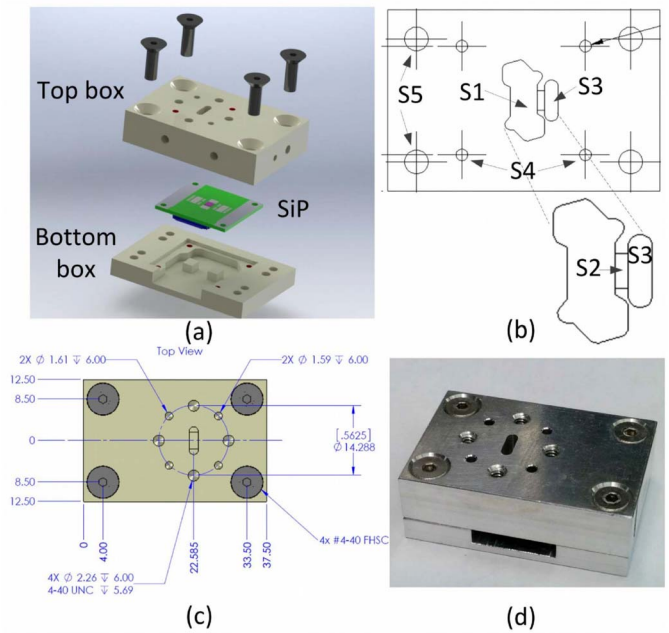 Top box
SiP
Bottom
box
(a)
S5
S1
S3
S4
S2
S3
(b)
Top View
2X Ø 1.61 ↧ 6.00
2X Ø 1.59 ↧ 6.00
12.50
8.50
0
8.50
12.50
[.5625]
Ø14.288
0
4.00
22.585
33.50
37.50
4x #4-40 FHSC
4X Ø 2.26 ↧ 6.00
4-40 UNC ↧ 5.69
(c)
(d)